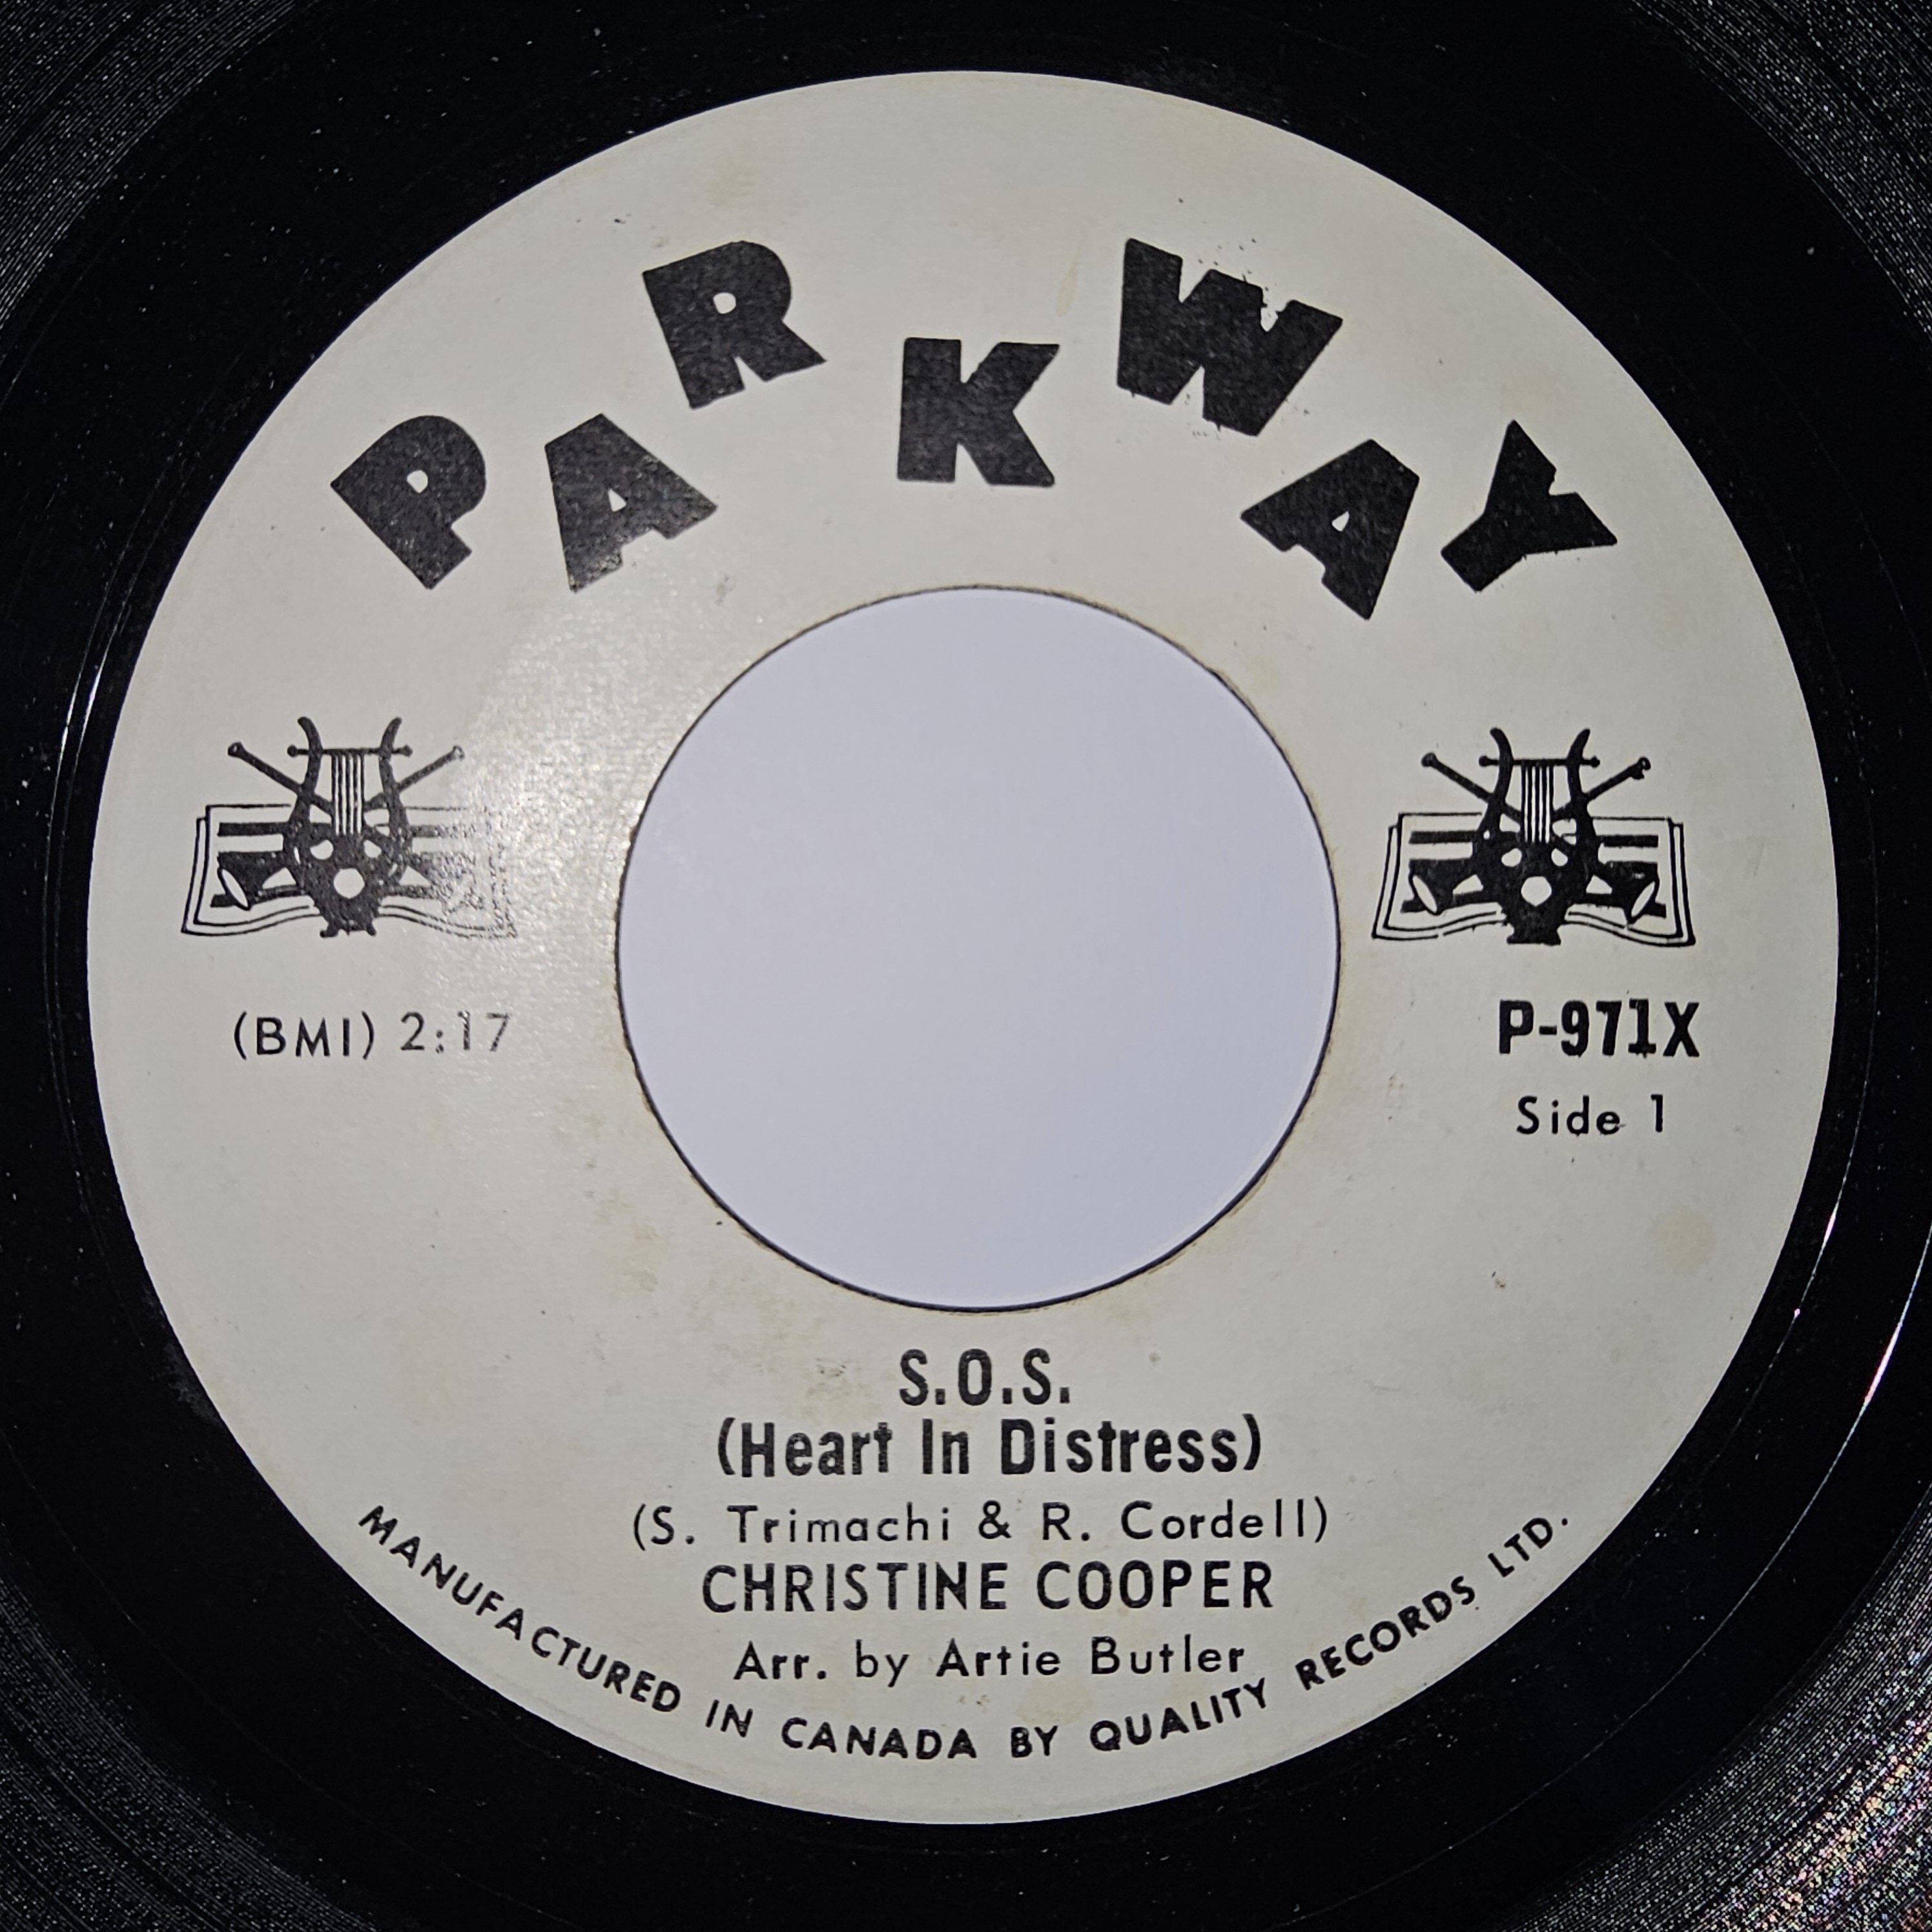 PARKWAY
(BMI) 2:17
P-971X
Side 1
S.O.S.
(Heart In Distress)
(S. Trimachi & R. Cordell)
CHRISTINE COOPER
Arr. by Artie Butler
MANUFACTURED IN CANADA BY QUALITY RECORDS LTD.